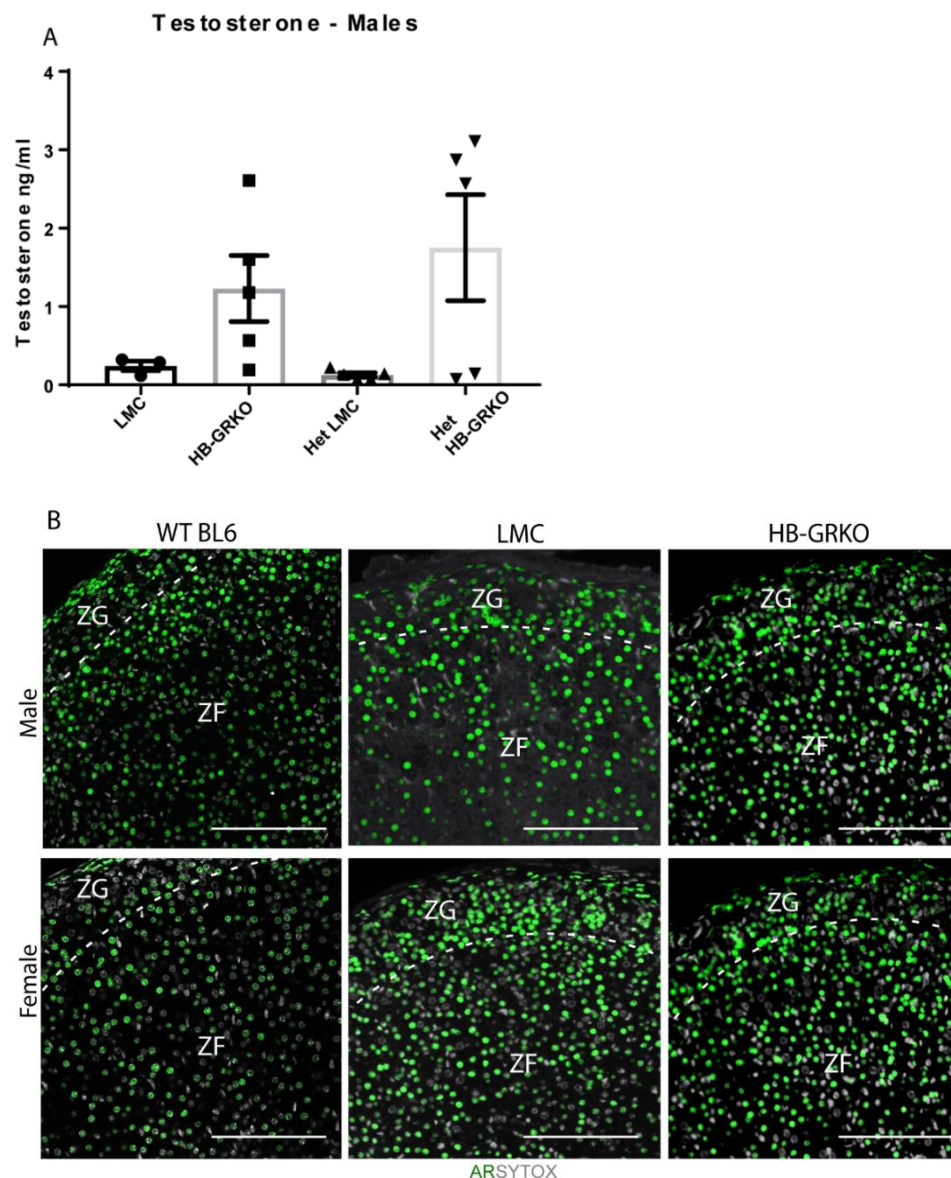 Testosterone - Males
A
Testosterone ng/ml
4
3
2
1
0
LMC
HB-GRKO
Het LMC
Het
HB-GRKO
B
WT BL6
LMC
HB-GRKO
Male
ZG
ZF
ZG
ZF
ZG
ZF
Female
ZG
ZF
ZG
ZF
ZG
ZF
ARSYTOX